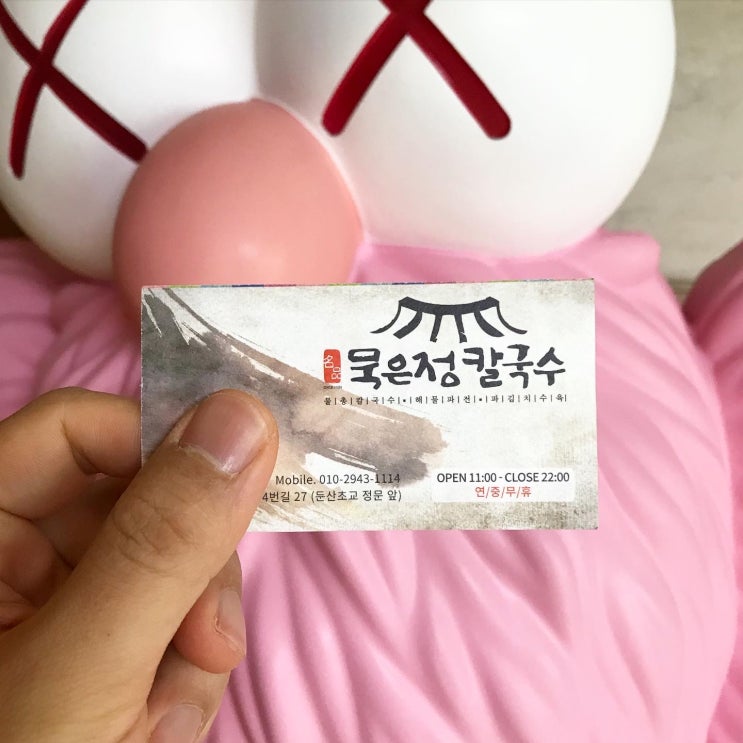 名品
묵은정칼국수
물|총|칼|국|수|•|해|물|파|전|•|파|김|치|수|육|
Mobile. 010-2943-1114
4번길 27 (둔산초교 정문 앞)
OPEN 11:00 - CLOSE 22:00
연/중/무/휴